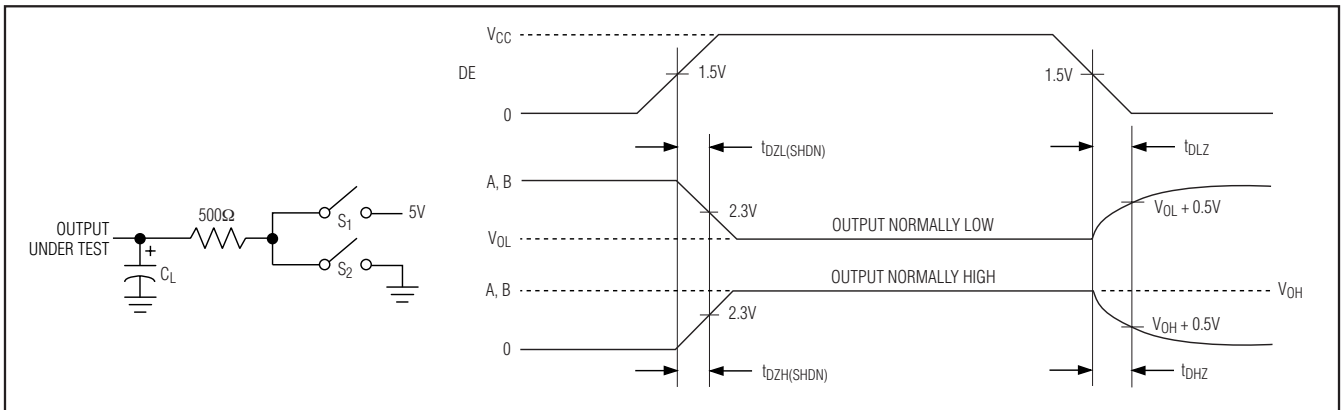 OUTPUT
UNDER TEST
CL
500Ω
S1
5V
S2
VCC
DE
0
1.5V
1.5V
tDZL(SHDN)
tDLZ
A, B
2.3V
VOL + 0.5V
VOL
OUTPUT NORMALLY LOW
A, B
OUTPUT NORMALLY HIGH
VOH
2.3V
VOH + 0.5V
0
tDZH(SHDN)
tDHZ